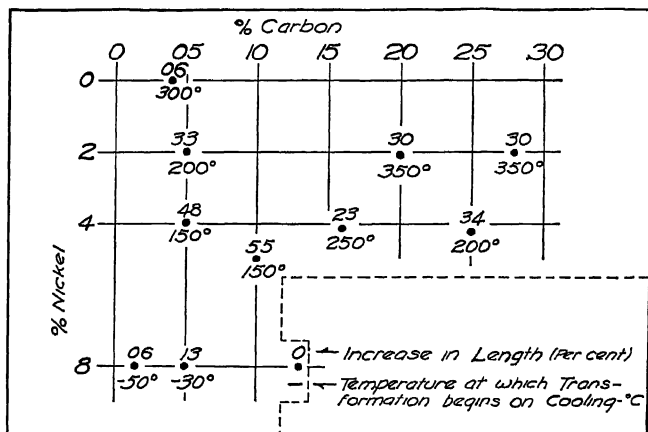 % Carbon
0 05 10 15 20 25 30
0
06
300°
2
33 30 30
200° 350° 350°
4
48 23 34
150° 250° 200°
55
150°
% Nickel
8
06 13 0
-50° -30° —
Increase in Length (Per cent)
Temperature at which Trans-
formation begins on Cooling-°C